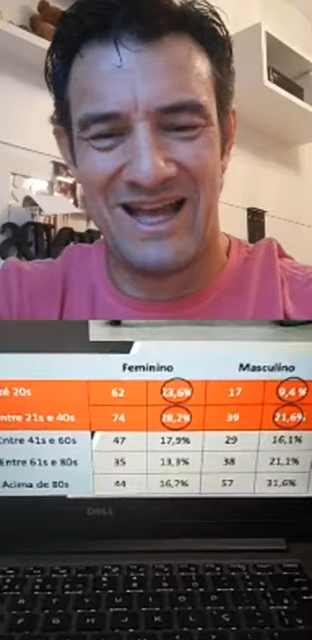 Feminino Masculino
té 20s 62 23,6% 17 9,4%
ntre 21s e 40s 74 28,2% 39 21,6%
Entre 41s e 60s 47 17,9% 29 16,1%
Entre 61s e 80s 35 13,3% 38 21,1%
Acima de 80s 44 16,7% 57 31,6%
DELL